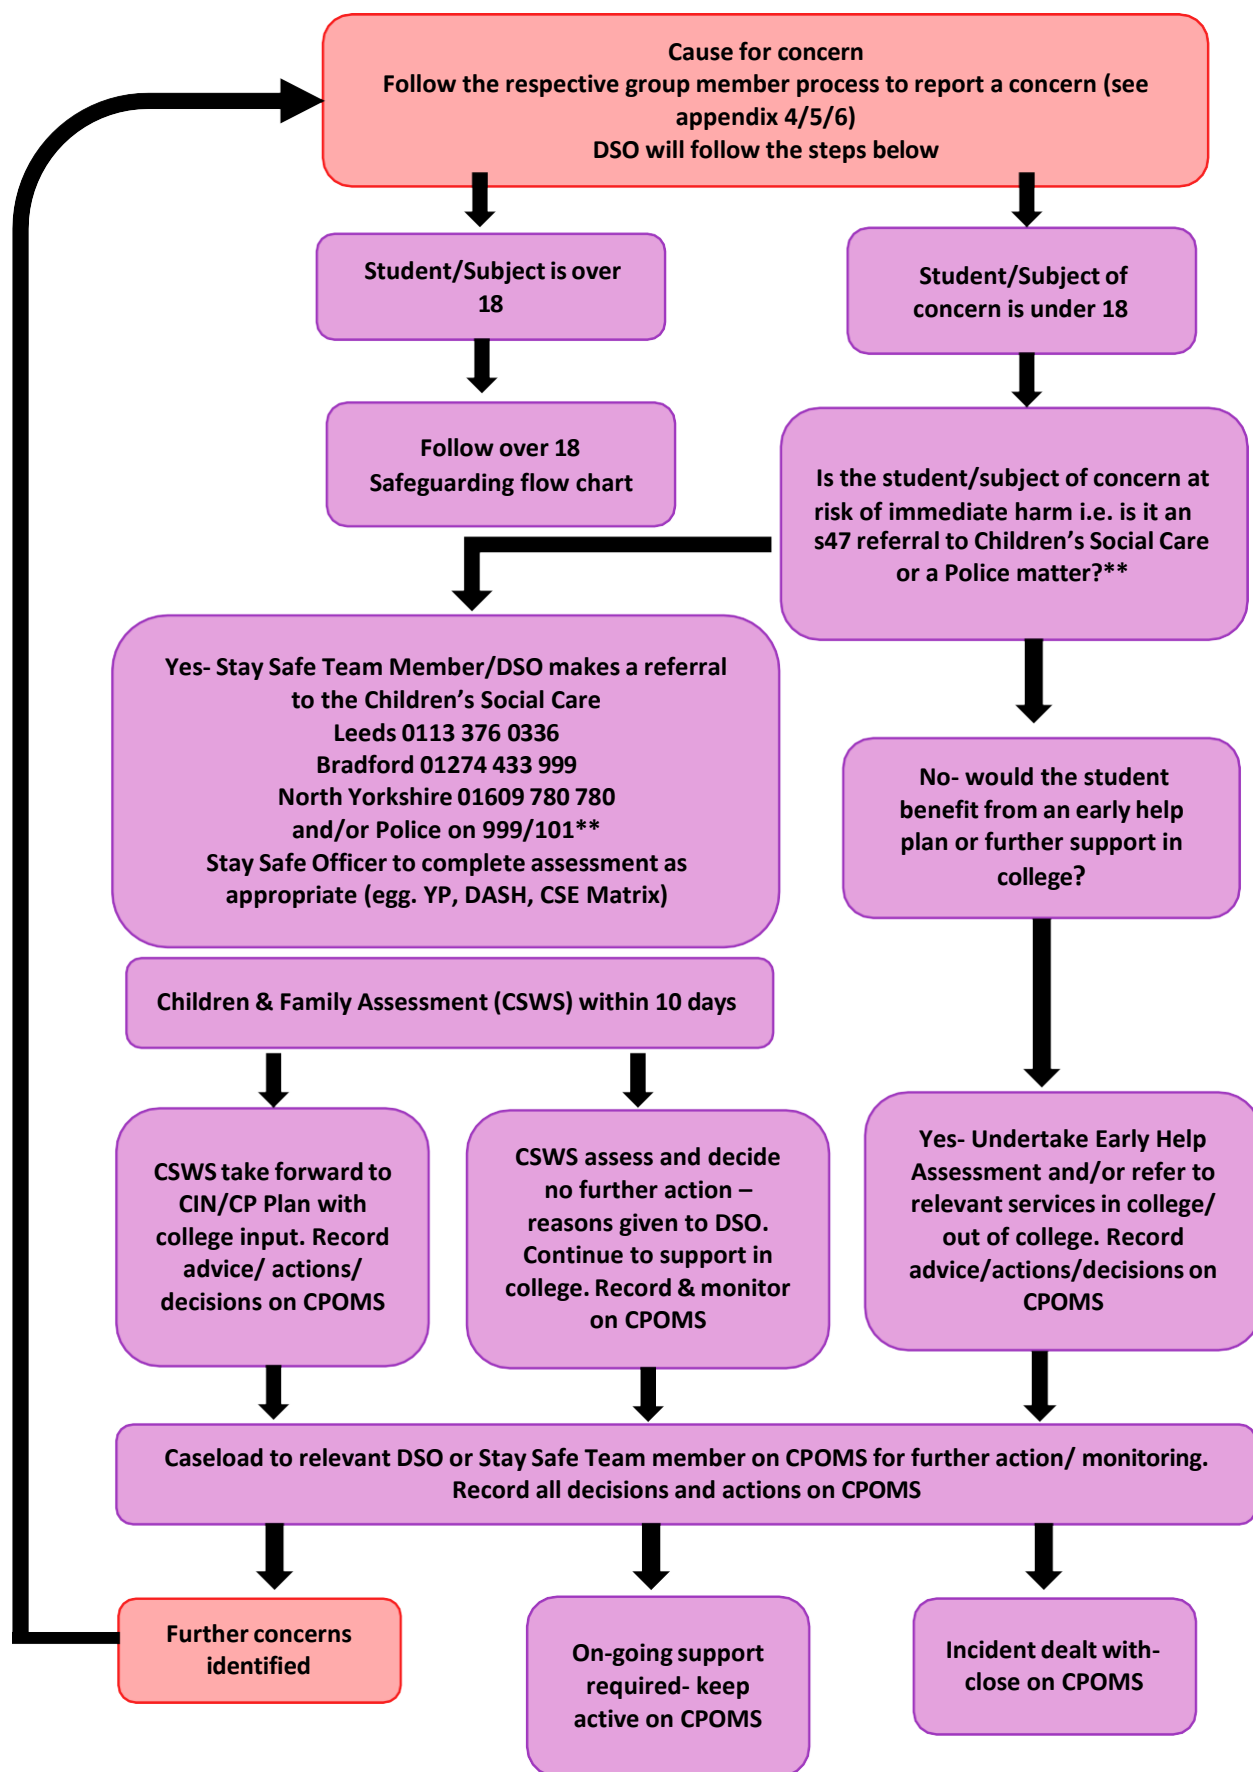 Cause for concern
Follow the respective group member process to report a concern (see
appendix 4/5/6)
DSO will follow the steps below
Student/Subject is over
18
Student/Subject of
concern is under 18
Follow over 18
Safeguarding flow chart
Is the student/subject of concern at
risk of immediate harm i.e. is it an
s47 referral to Children’s Social Care
or a Police matter?**
Yes- Stay Safe Team Member/DSO makes a referral
to the Children’s Social Care
Leeds 0113 376 0336
Bradford 01274 433 999
North Yorkshire 01609 780 780
and/or Police on 999/101**
Stay Safe Officer to complete assessment as
appropriate (egg. YP, DASH, CSE Matrix)
No- would the student
benefit from an early help
plan or further support in
college?
Children & Family Assessment (CSWS) within 10 days
CSWS take forward to
CIN/CP Plan with
college input. Record
advice/ actions/
decisions on CPOMS
CSWS assess and decide
no further action –
reasons given to DSO.
Continue to support in
college. Record & monitor
on CPOMS
Yes- Undertake Early Help
Assessment and/or refer to
relevant services in college/
out of college. Record
advice/actions/decisions on
CPOMS
Caseload to relevant DSO or Stay Safe Team member on CPOMS for further action/ monitoring.
Record all decisions and actions on CPOMS
Further concerns
identified
On-going support
required- keep
active on CPOMS
Incident dealt with-
close on CPOMS